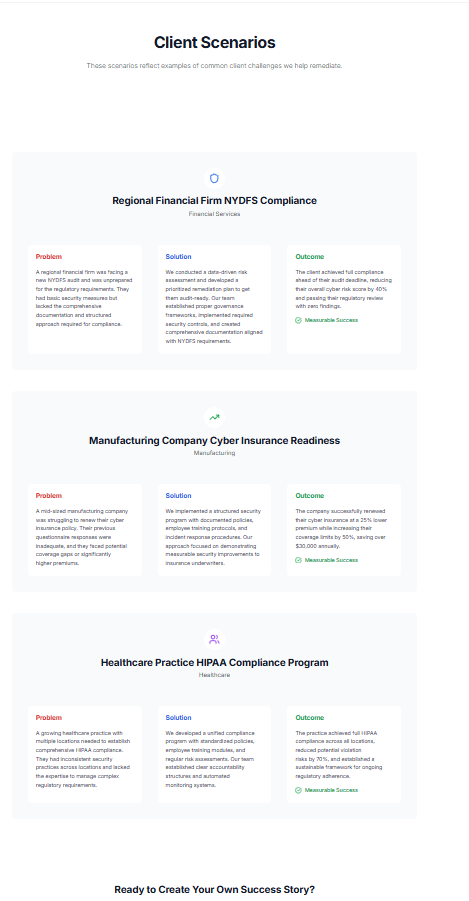 Client Scenarios
These scenarios reflect examples of common client challenges we help remediate.
Regional Financial Firm NYDFS Compliance
Financial Services
Problem
A regional financial firm was facing a
new NYDFS audit and was unprepared
for the regulatory requirements. They
had basic security measures but
lacked the comprehensive
documentation and structured
approach required for compliance.
Solution
We conducted a data-driven risk
assessment and developed a
prioritized remediation plan to get
them audit-ready. Our team
established proper governance
frameworks, implemented required
security controls, and created
comprehensive documentation aligned
with NYDFS requirements.
Outcome
The client achieved full compliance
ahead of their audit deadline, reducing
their overall cyber risk score by 40%
and passing their regulatory review
with zero findings.
Measurable Success
Manufacturing Company Cyber Insurance Readiness
Manufacturing
Problem
A mid-sized manufacturing company
was struggling to renew their cyber
insurance policy. Their previous
questionnaire responses were
inadequate, and they faced potential
coverage gaps or significantly
higher premiums.
Solution
We implemented a structured security
program with documented policies,
employee training protocols, and
incident response procedures. Our
approach focused on demonstrating
measurable security improvements to
insurance underwriters.
Outcome
The company successfully renewed
their cyber insurance at a 25% lower
premium while increasing their
coverage limits by 50%, saving over
$30,000 annually.
Measurable Success
Healthcare Practice HIPAA Compliance Program
Healthcare
Problem
A growing healthcare practice with
multiple locations needed to establish
comprehensive HIPAA compliance.
They had inconsistent security
practices across locations and lacked
the expertise to manage complex
regulatory requirements.
Solution
We developed a unified compliance
program with standardized policies,
employee training modules, and
regular risk assessments. Our team
established clear accountability
structures and automated
monitoring systems.
Outcome
The practice achieved full HIPAA
compliance across all locations,
reduced potential violation
risks by 70%, and established a
sustainable framework for ongoing
regulatory adherence.
Measurable Success
Ready to Create Your Own Success Story?